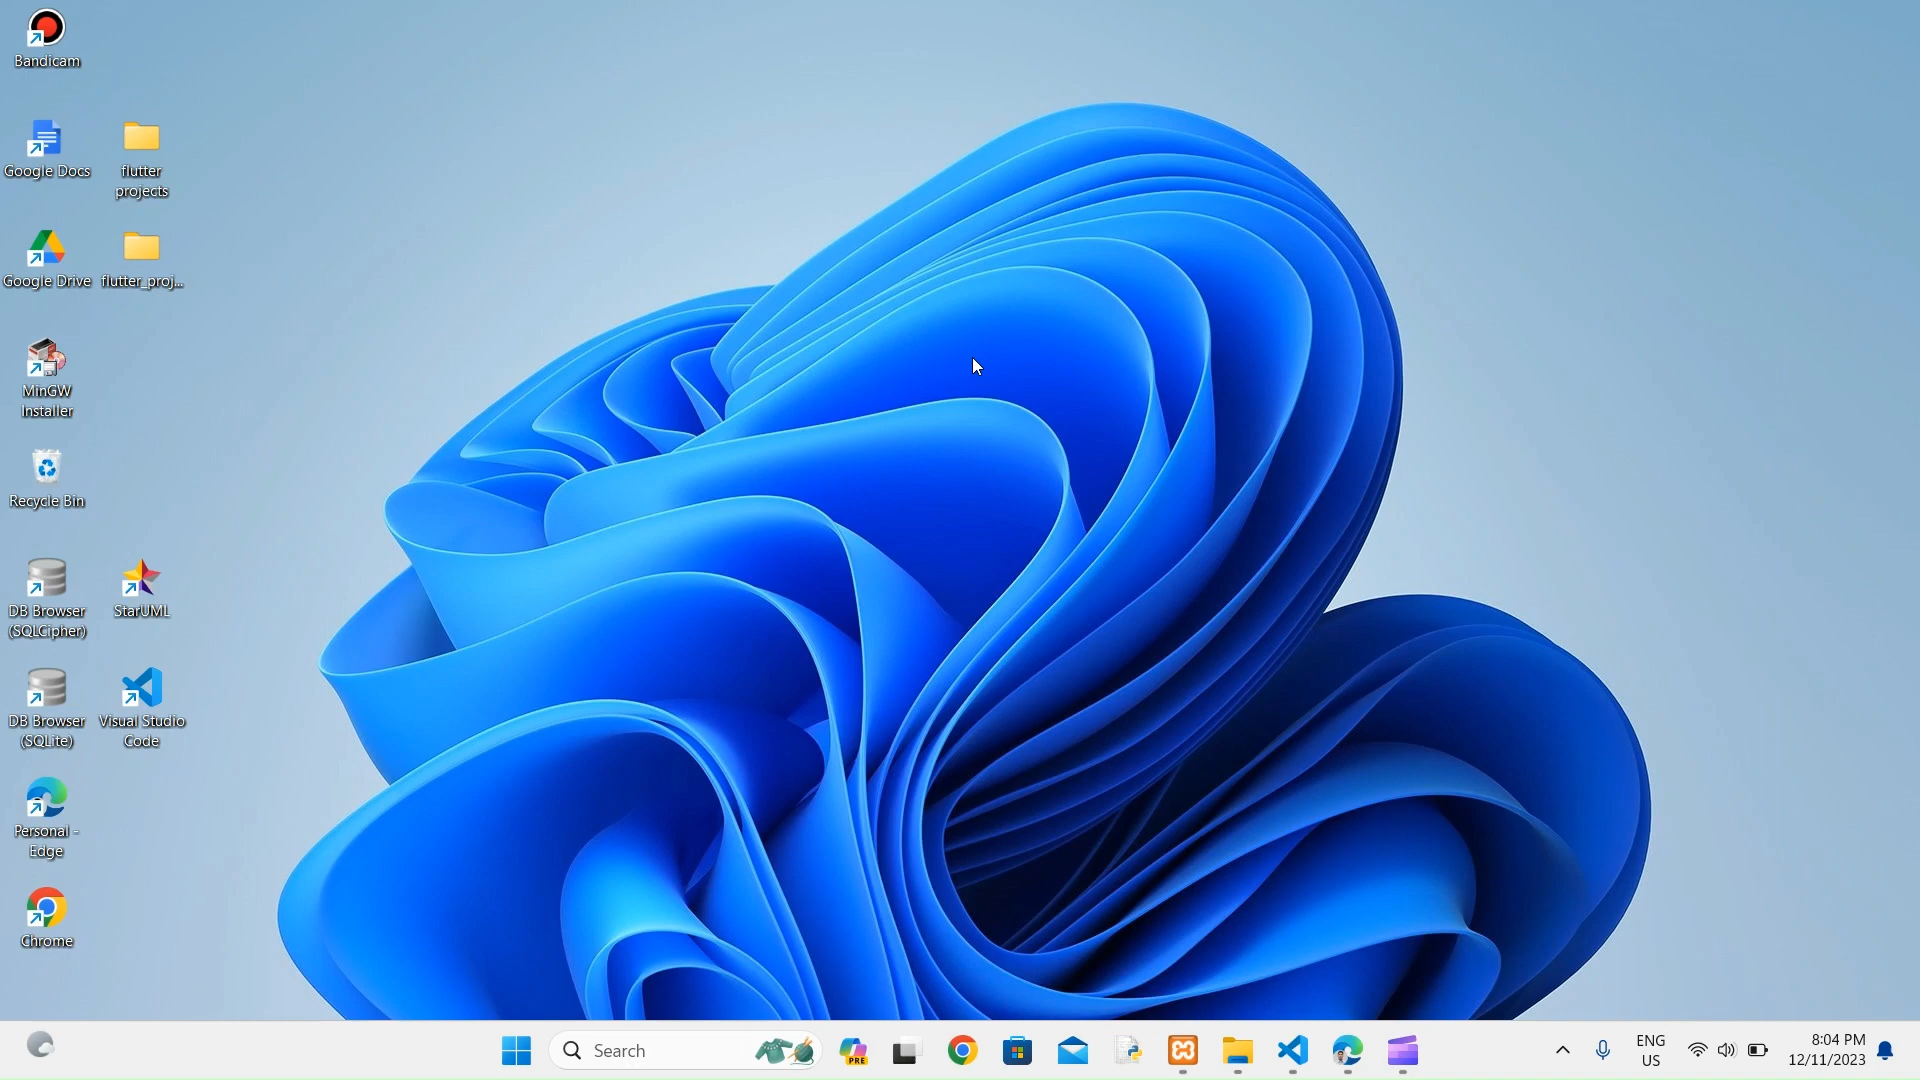 Bandicam
Google Docs
flutter
projects
Google Drive
flutter_proj...
MinGW
Installer
Recycle Bin
DB Browser
(SQLCipher)
StarUML
DB Browser
(SQLite)
Visual Studio
Code
Personal -
Edge
Chrome
Search
PRE
ENG
US
8:04 PM
12/11/2023